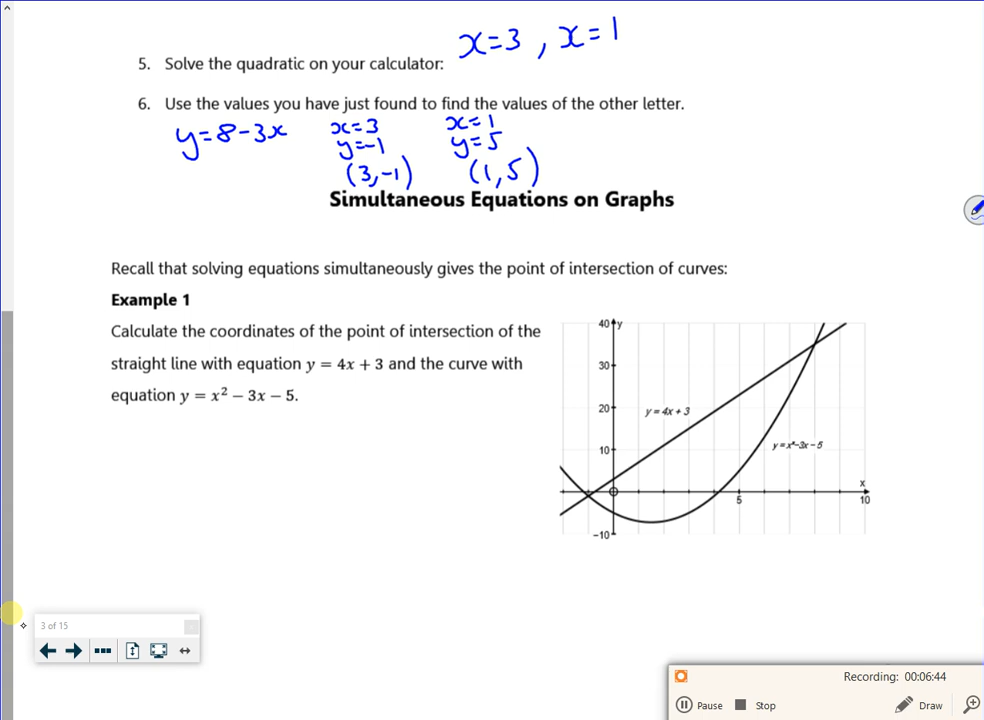 x=3 , x=1
5. Solve the quadratic on your calculator:
6. Use the values you have just found to find the values of the other letter.
y=8-3x x=3 x=1
y=-1 y=5
(3,-1) (1,5)
Simultaneous Equations on Graphs
Recall that solving equations simultaneously gives the point of intersection of curves:
Example 1
Calculate the coordinates of the point of intersection of the
straight line with equation y = 4x + 3 and the curve with
equation y = x² – 3x – 5.
40 y
30
20
y = 4x + 3
10
y = x²–3x – 5
x
5
10
–10
3 of 15
Recording: 00:06:44
Pause Stop Draw